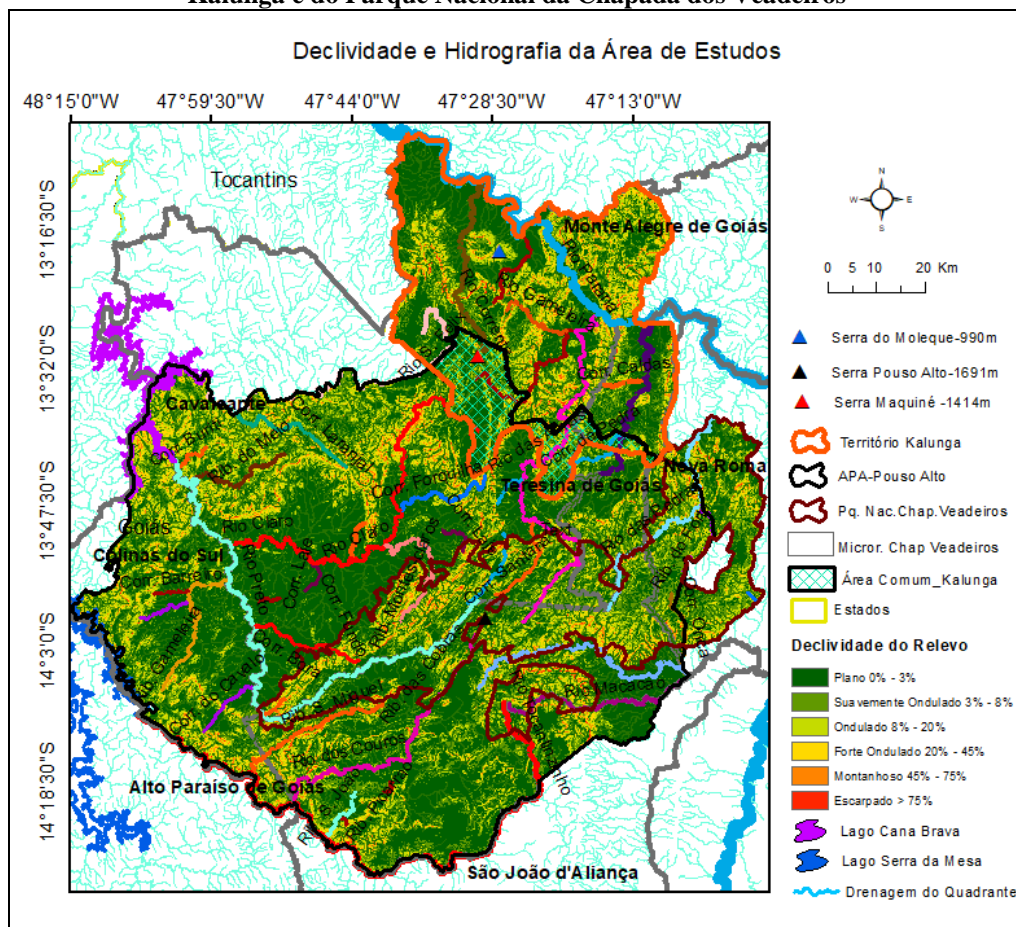 Kalunga e do Parque Nacional da Chapada dos Veadeiros
Declividade e Hidrografia da Área de Estudos
48°15'0"W 47°59'30"W 47°44'0"W 47°28'30"W 47°13'0"W
13°16'30"S
13°32'0"S
13°47'30"S
14°3'0"S
14°18'30"S
Tocantins
Monte Alegre de Goiás
Cavalcante
Teresina de Goiás
Nova Roma
Goiás
Colinas do Sul
Rio Claro
Rio Claro
Rio Preto
Rio dos Couros
Rio Macacão
Alto Paraíso de Goiás
São João d'Aliança
N
W E
S
0 5 10 20 Km
Serra do Moleque-990m
Serra Pouso Alto-1691m
Serra Maquiné -1414m
Território Kalunga
APA-Pouso Alto
Pq. Nac.Chap.Veadeiros
Micror. Chap Veadeiros
Área Comum_Kalunga
Estados
Declividade do Relevo
Plano 0% - 3%
Suavemente Ondulado 3% - 8%
Ondulado 8% - 20%
Forte Ondulado 20% - 45%
Montanhoso 45% - 75%
Escarpado > 75%
Lago Cana Brava
Lago Serra da Mesa
Drenagem do Quadrante